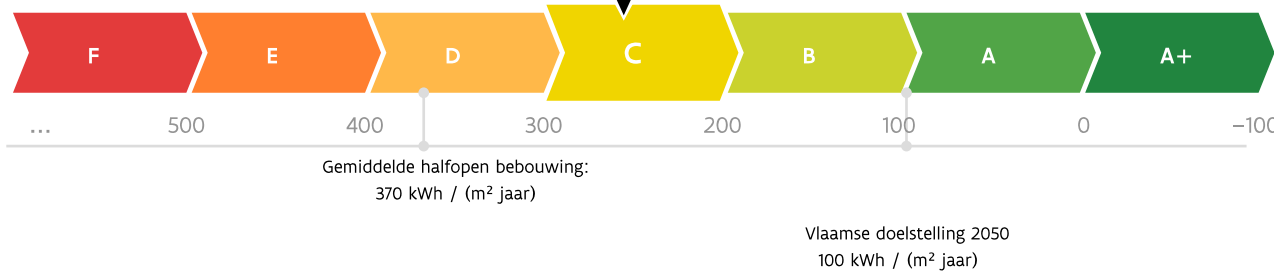 F E D C B A A+
... 500 400 300 200 100 0 −100
Gemiddelde halfopen bebouwing:
370 kWh / (m² jaar)
Vlaamse doelstelling 2050
100 kWh / (m² jaar)